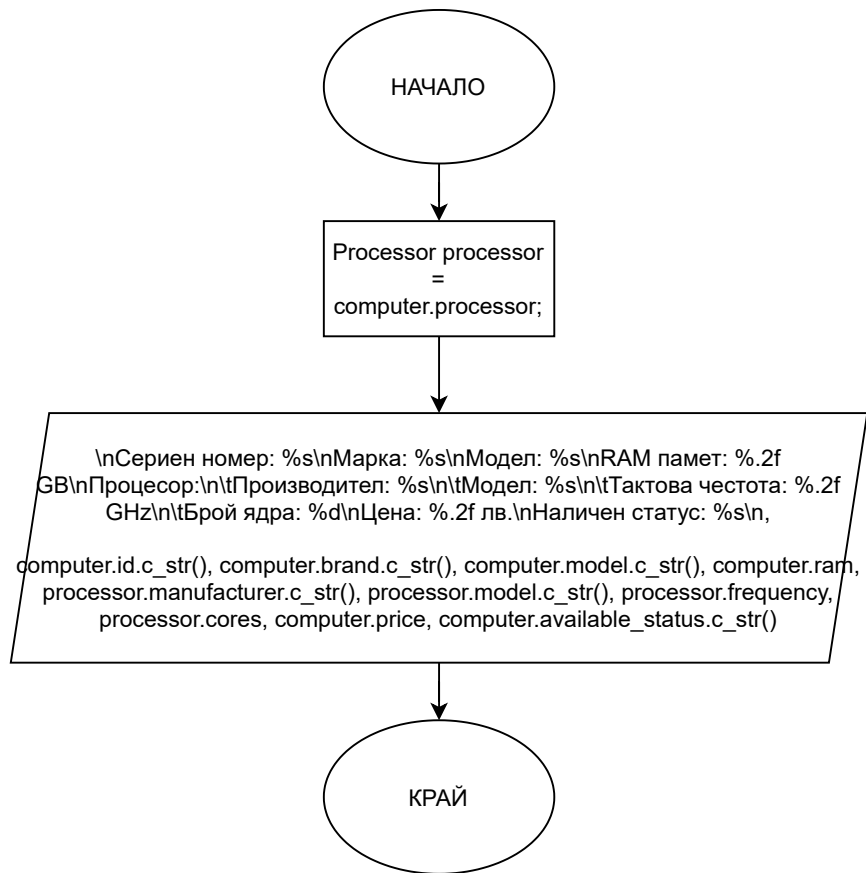 НАЧАЛО
Processor processor
=
computer.processor;
\nСериен номер: %s\nМарка: %s\nМодел: %s\nRAM памет: %.2f
GB\nПроцесор:\n\tПроизводител: %s\n\tМодел: %s\n\tТактова честота: %.2f
GHz\n\tБрой ядра: %d\nЦена: %.2f лв.\nНаличен статус: %s\n,
computer.id.c_str(), computer.brand.c_str(), computer.model.c_str(), computer.ram,
processor.manufacturer.c_str(), processor.model.c_str(), processor.frequency,
processor.cores, computer.price, computer.available_status.c_str()
КРАЙ